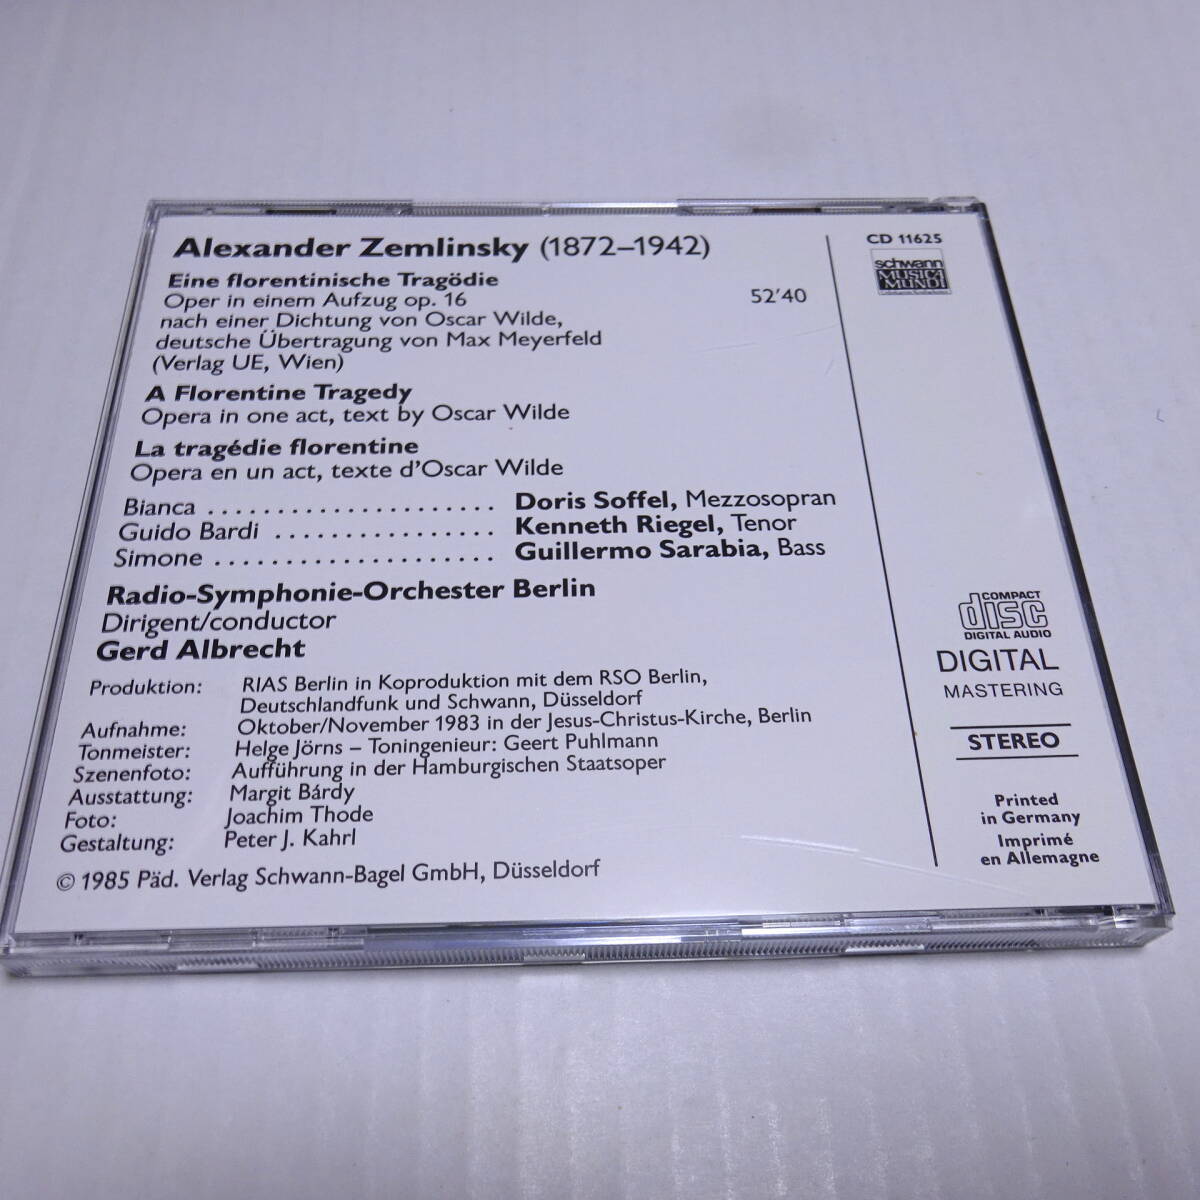 Alexander Zemlinsky (1872–1942)
Eine florentinische Tragödie
Oper in einem Aufzug op. 16 52'40
nach einer Dichtung von Oscar Wilde,
deutsche Übertragung von Max Meyerfeld
(Verlag UE, Wien)
A Florentine Tragedy
Opera in one act, text by Oscar Wilde
La tragédie florentine
Opera en un act, texte d'Oscar Wilde
Bianca ..................... Doris Soffel, Mezzosopran
Guido Bardi ................ Kenneth Riegel, Tenor
Simone ..................... Guillermo Sarabia, Bass
Radio-Symphonie-Orchester Berlin
Dirigent/conductor
Gerd Albrecht
Produktion: RIAS Berlin in Koproduktion mit dem RSO Berlin,
Deutschlandfunk und Schwann, Düsseldorf
Aufnahme: Oktober/November 1983 in der Jesus-Christus-Kirche, Berlin
Tonmeister: Helge Jörns – Toningenieur: Geert Puhlmann
Szenenfoto: Aufführung in der Hamburgischen Staatsoper
Ausstattung: Margit Bárdy
Foto: Joachim Thode
Gestaltung: Peter J. Kahrl
© 1985 Päd. Verlag Schwann-Bagel GmbH, Düsseldorf
CD 11625
schwann
MUSICA
MUNDI
COMPACT
disc
DIGITAL AUDIO
DIGITAL
MASTERING
STEREO
Printed
in Germany
Imprimé
en Allemagne